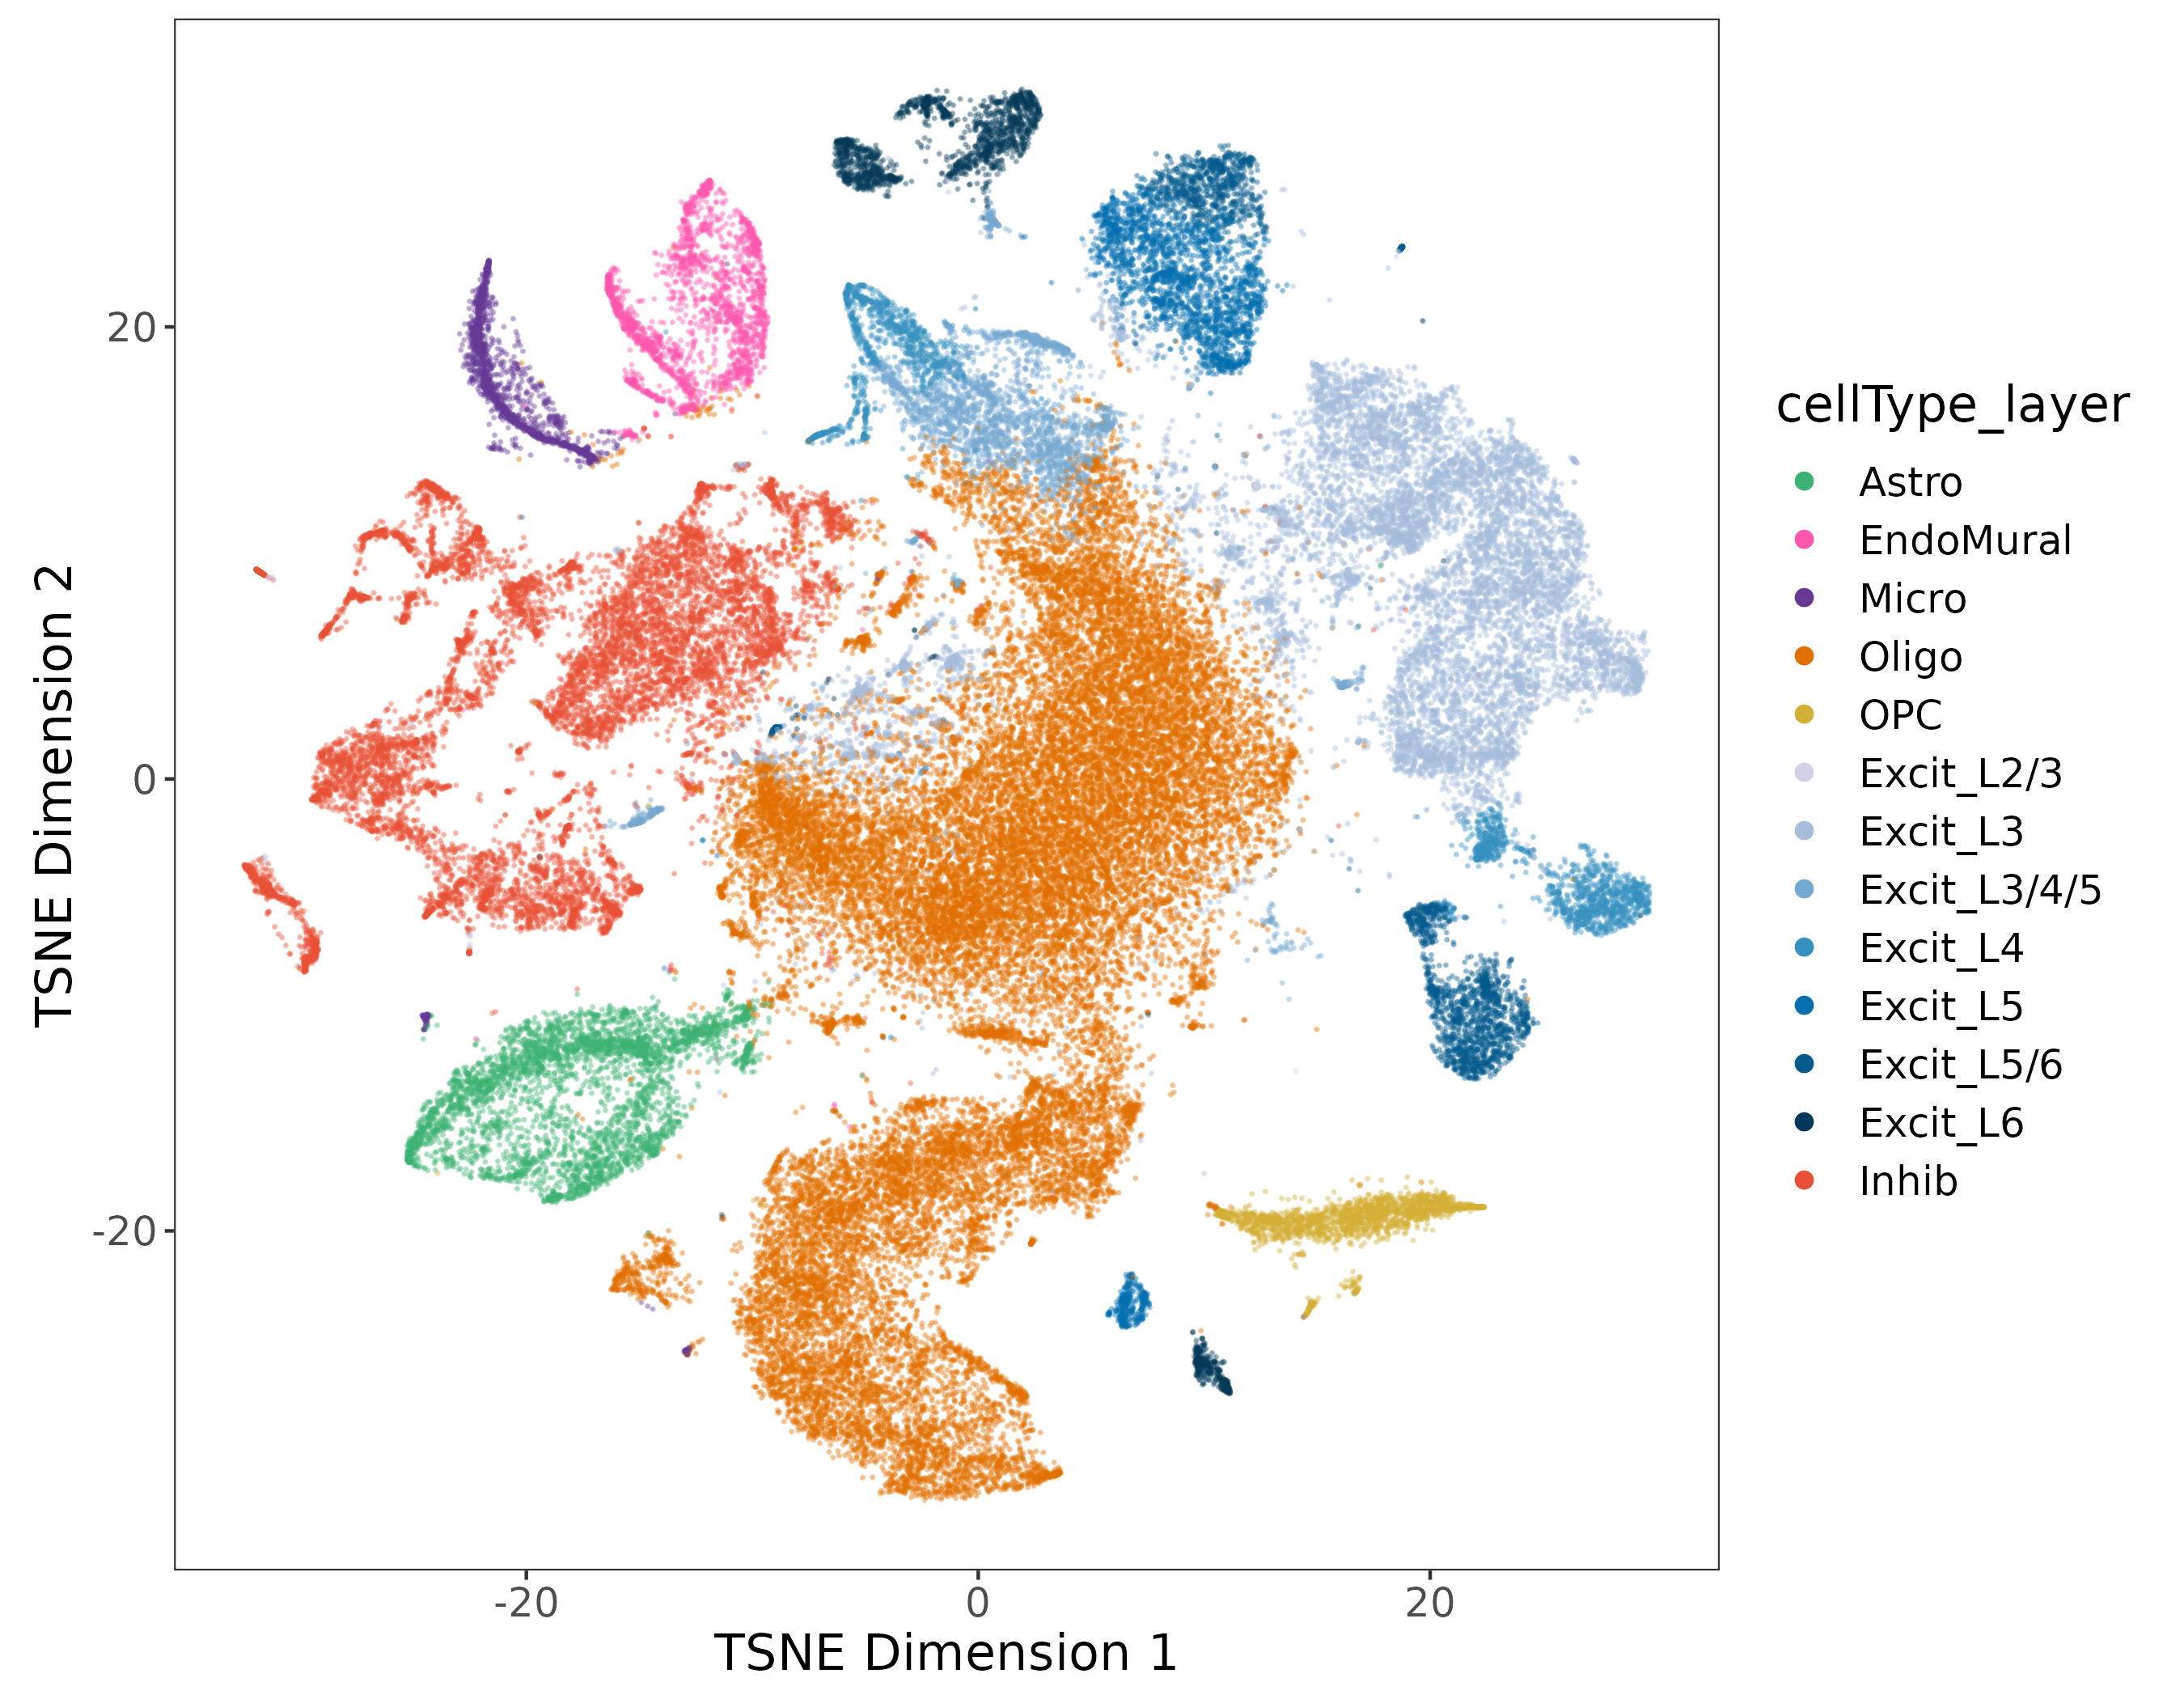 TSNE Dimension 2
20
0
-20
-20
0
20
TSNE Dimension 1
cellType_layer
Astro
EndoMural
Micro
Oligo
OPC
Excit_L2/3
Excit_L3
Excit_L3/4/5
Excit_L4
Excit_L5
Excit_L5/6
Excit_L6
Inhib